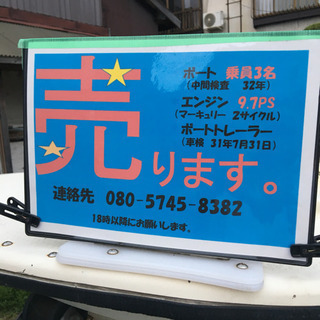 売ります。
ボート 乗員3名
(中間検査 32年)
エンジン 9.7PS
(マーキュリー 2サイクル)
ボートトレーラー
(車検 31年7月31日)
連絡先 080-5745-8382
18時以降にお願いします。